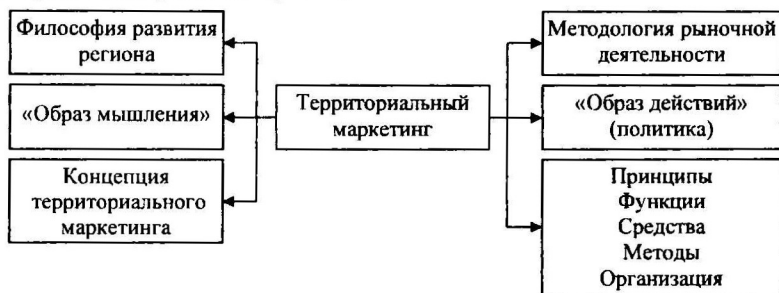 Философия развития
региона
«Образ мышления»
Концепция
территориального
маркетинга
Территориальный
маркетинг
Методология рыночной
деятельности
«Образ действий»
(политика)
Принципы
Функции
Средства
Методы
Организация